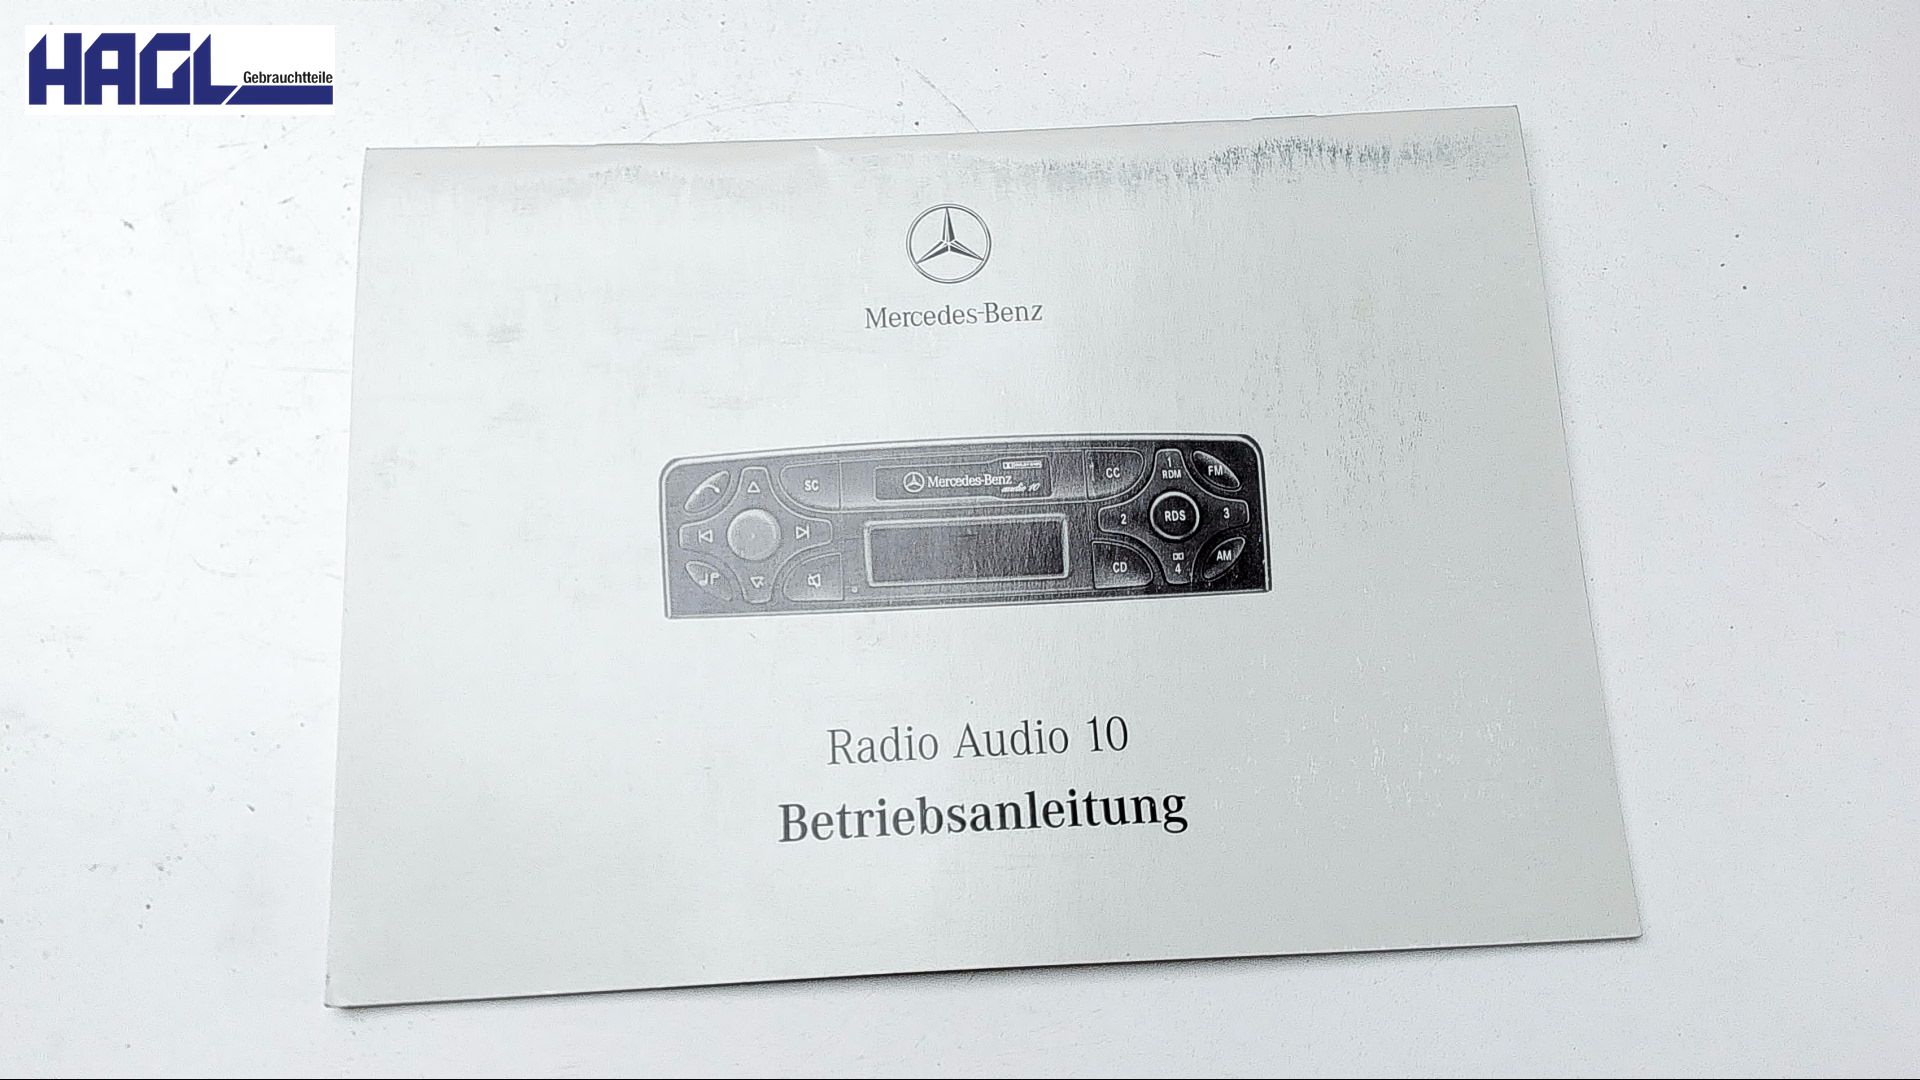 HAGL
Gebrauchtteile
Mercedes-Benz
SC
Mercedes-Benz
audio 10
CC
1
RDM
FM
2
RDS
3
CD
4
AM
Radio Audio 10
Betriebsanleitung